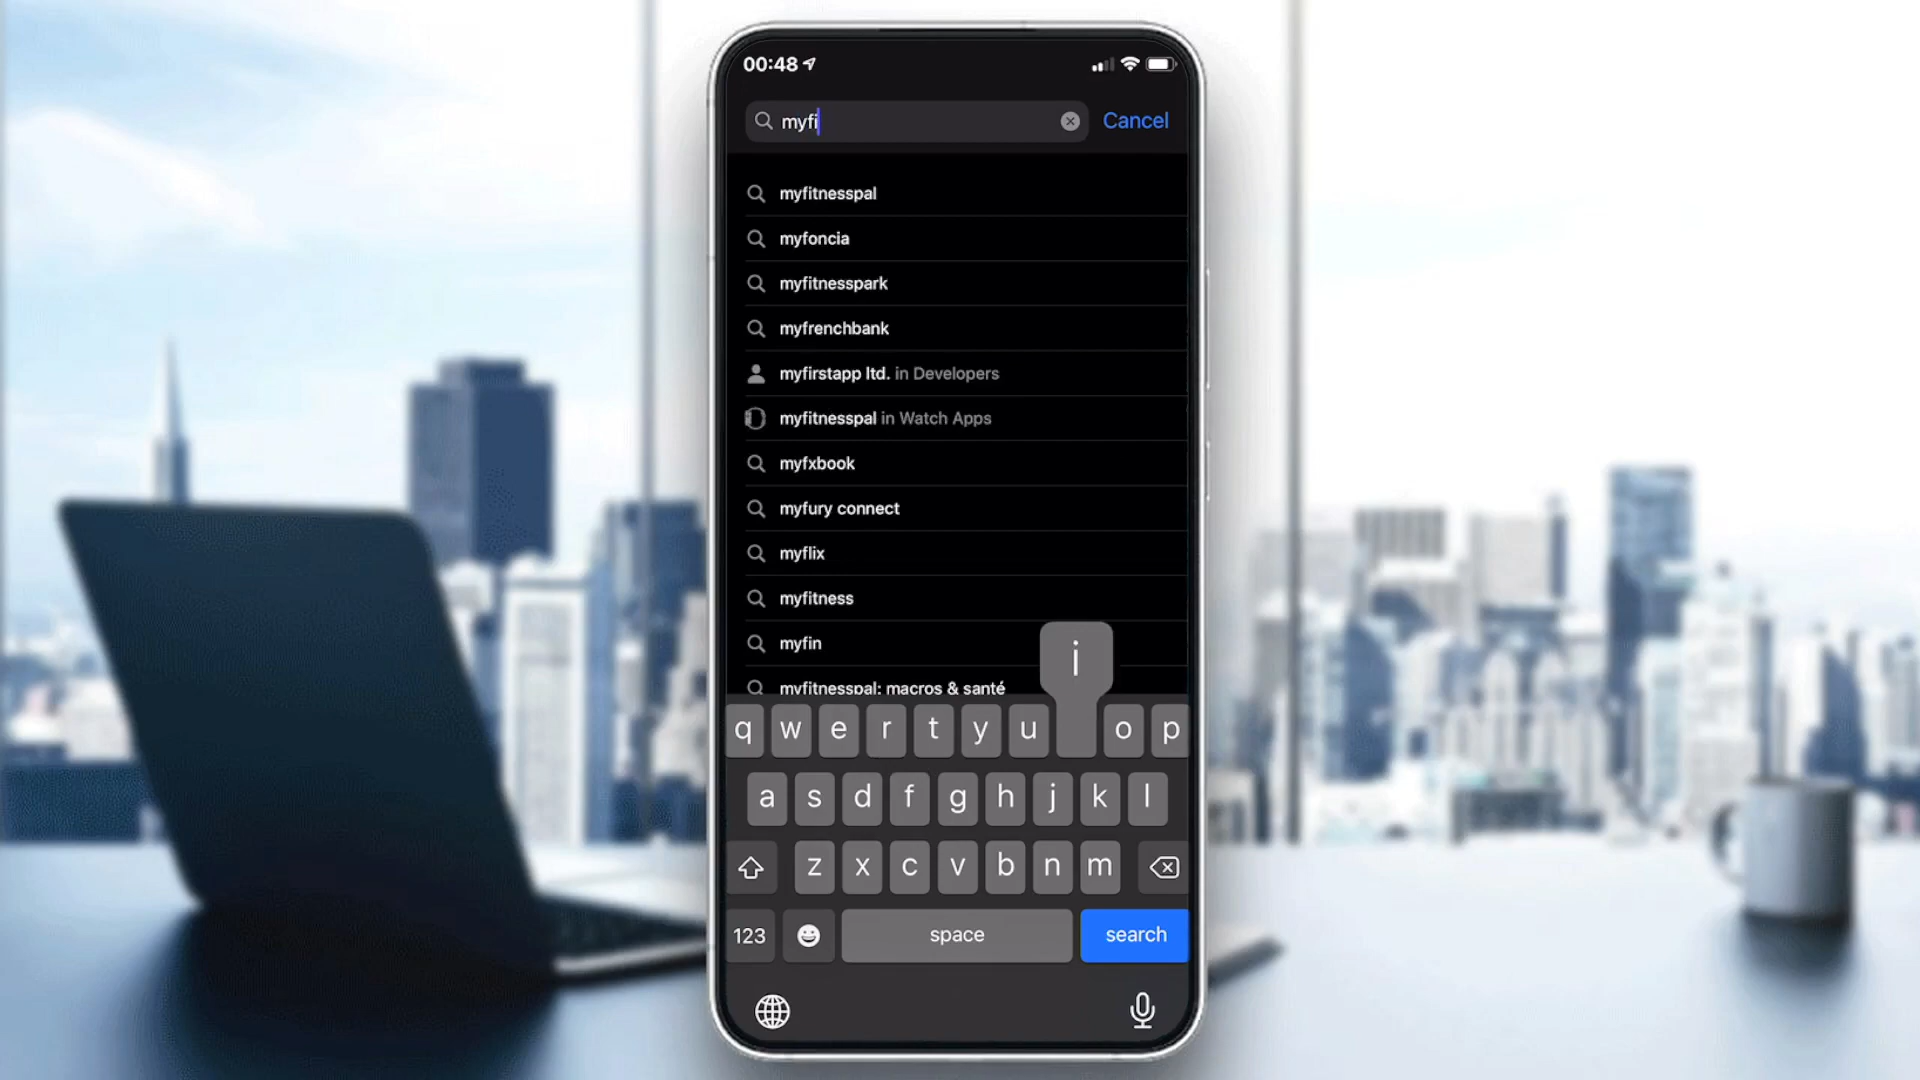 00:48
myfi
Cancel
myfitnesspal
myfoncia
myfitnesspark
myfrenchbank
myfirstapp ltd. in Developers
myfitnesspal in Watch Apps
myfxbook
myfury connect
myflix
myfitness
myfin
myfitnesspal: macros & santé
i
q w e r t y u o p
a s d f g h j k l
z x c v b n m
123 space search